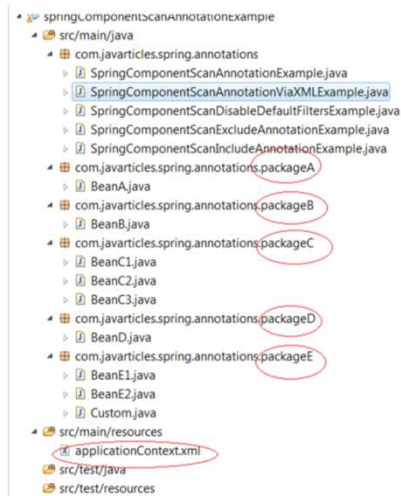 springComponentScanAnnotationExample
src/main/java
com.javarticles.spring.annotations
SpringComponentScanAnnotationExample.java
SpringComponentScanAnnotationViaXMLExample.java
SpringComponentScanDisableDefaultFiltersExample.java
SpringComponentScanExcludeAnnotationExample.java
SpringComponentScanIncludeAnnotationExample.java
com.javarticles.spring.annotations.packageA
BeanA.java
com.javarticles.spring.annotations.packageB
BeanB.java
com.javarticles.spring.annotations.packageC
BeanC1.java
BeanC2.java
BeanC3.java
com.javarticles.spring.annotations.packageD
BeanD.java
com.javarticles.spring.annotations.packageE
BeanE1.java
BeanE2.java
Custom.java
src/main/resources
applicationContext.xml
src/test/java
src/test/resources